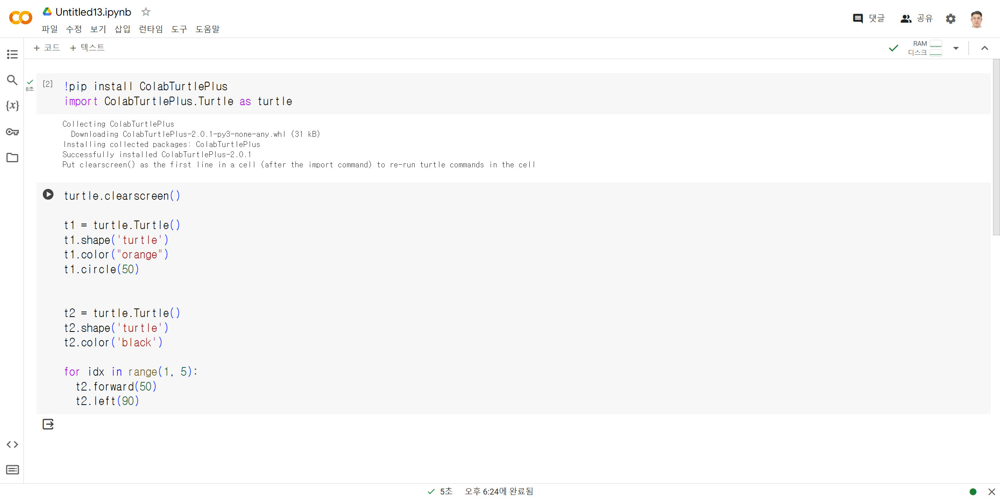 Untitled13.ipynb
파일 수정 보기 삽입 런타임 도구 도움말
댓글 공유
+ 코드 + 텍스트
RAM
디스크
8초
[2]
!pip install ColabTurtlePlus
import ColabTurtlePlus.Turtle as turtle
Collecting ColabTurtlePlus
  Downloading ColabTurtlePlus-2.0.1-py3-none-any.whl (31 kB)
Installing collected packages: ColabTurtlePlus
Successfully installed ColabTurtlePlus-2.0.1
Put clearscreen() as the first line in a cell (after the import command) to re-run turtle commands in the cell
turtle.clearscreen()
t1 = turtle.Turtle()
t1.shape('turtle')
t1.color("orange")
t1.circle(50)
t2 = turtle.Turtle()
t2.shape('turtle')
t2.color('black')
for idx in range(1, 5):
  t2.forward(50)
  t2.left(90)
5초 오후 6:24에 완료됨